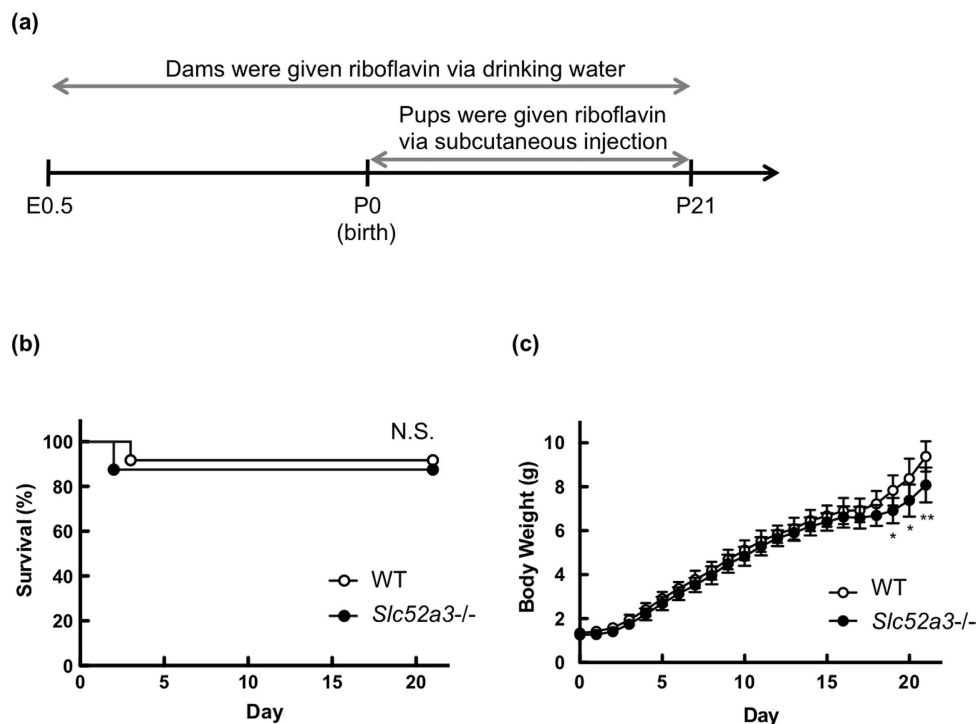 (a)
Dams were given riboflavin via drinking water
Pups were given riboflavin
via subcutaneous injection
E0.5
P0
(birth)
P21
(b)
N.S.
100
80
60
40
20
0
Survival (%)
WT
Slc52a3-/-
0
5
10
15
20
Day
(c)
10
8
6
4
2
0
Body Weight (g)
*
*
**
WT
Slc52a3-/-
0
5
10
15
20
Day